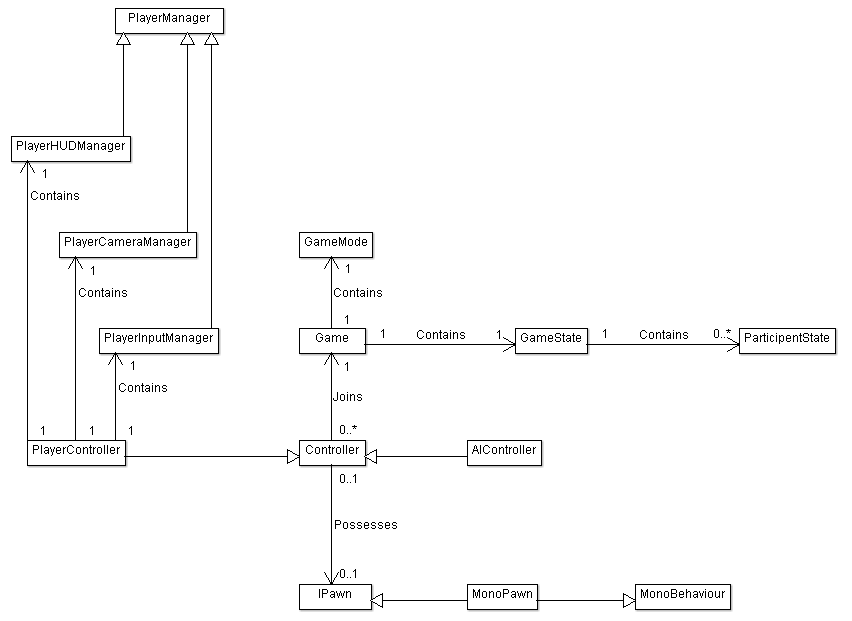 PlayerManager
PlayerHUDManager
1
Contains
PlayerCameraManager
GameMode
1
1
Contains
Contains
1
PlayerInputManager
Game
1
Contains
1
GameState
1
Contains
0..*
ParticipentState
1
1
Contains
Joins
1
1
1
0..*
PlayerController
Controller
AIController
0..1
Possesses
0..1
IPawn
MonoPawn
MonoBehaviour